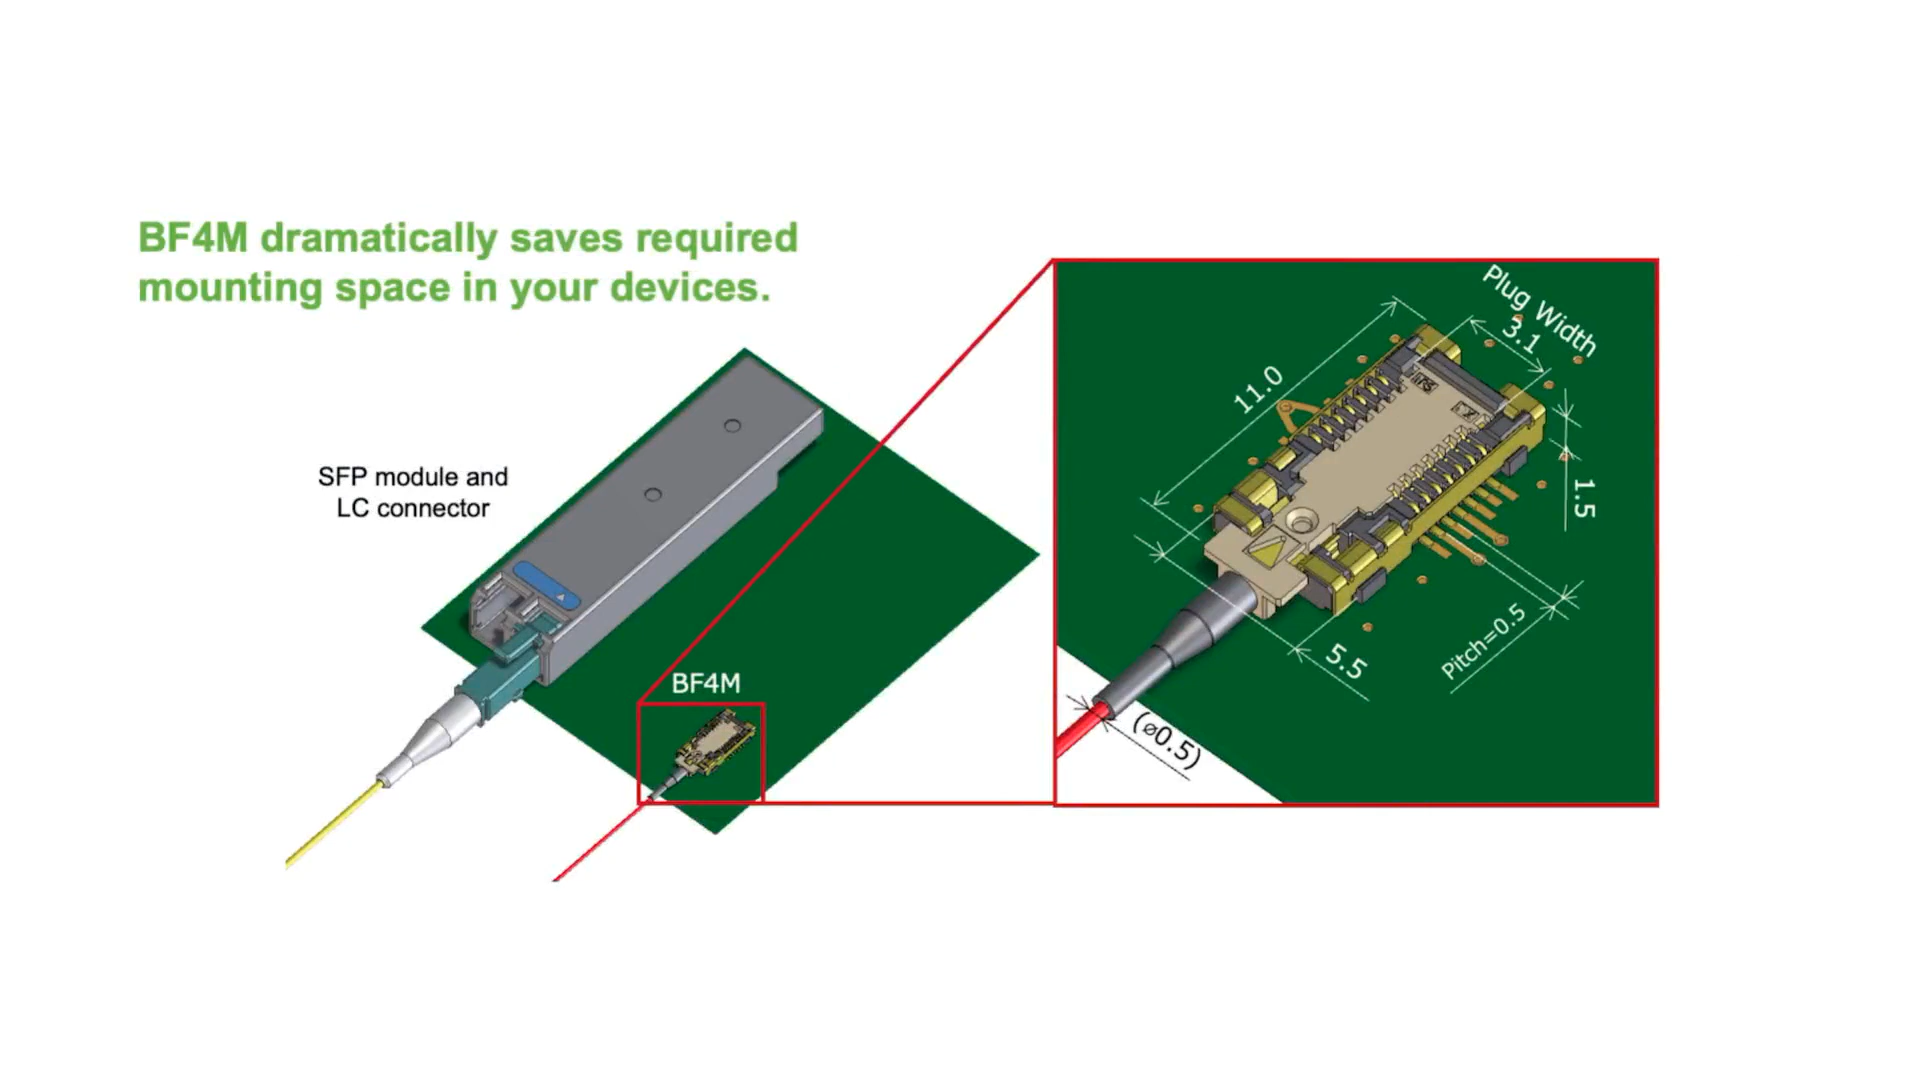 BF4M dramatically saves required
mounting space in your devices.
SFP module and
LC connector
BF4M
Plug Width
3.1
11.0
1.5
Pitch=0.5
5.5
(⌀0.5)